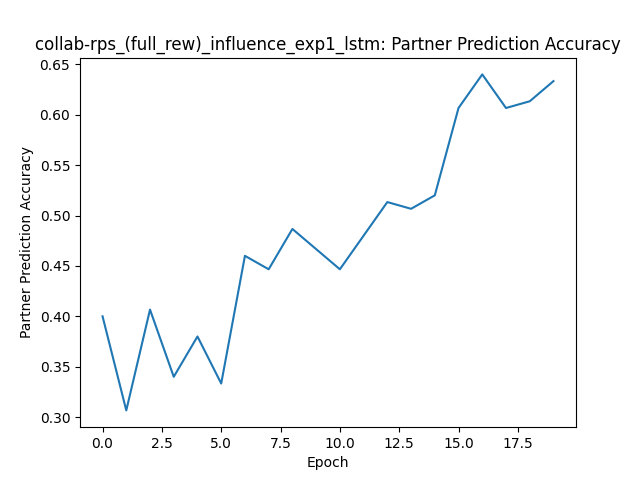 collab-rps_(full_rew)_influence_exp1_lstm: Partner Prediction Accuracy
0.65
0.60
0.55
0.50
0.45
0.40
0.35
0.30
Partner Prediction Accuracy
0.0 2.5 5.0 7.5 10.0 12.5 15.0 17.5
Epoch